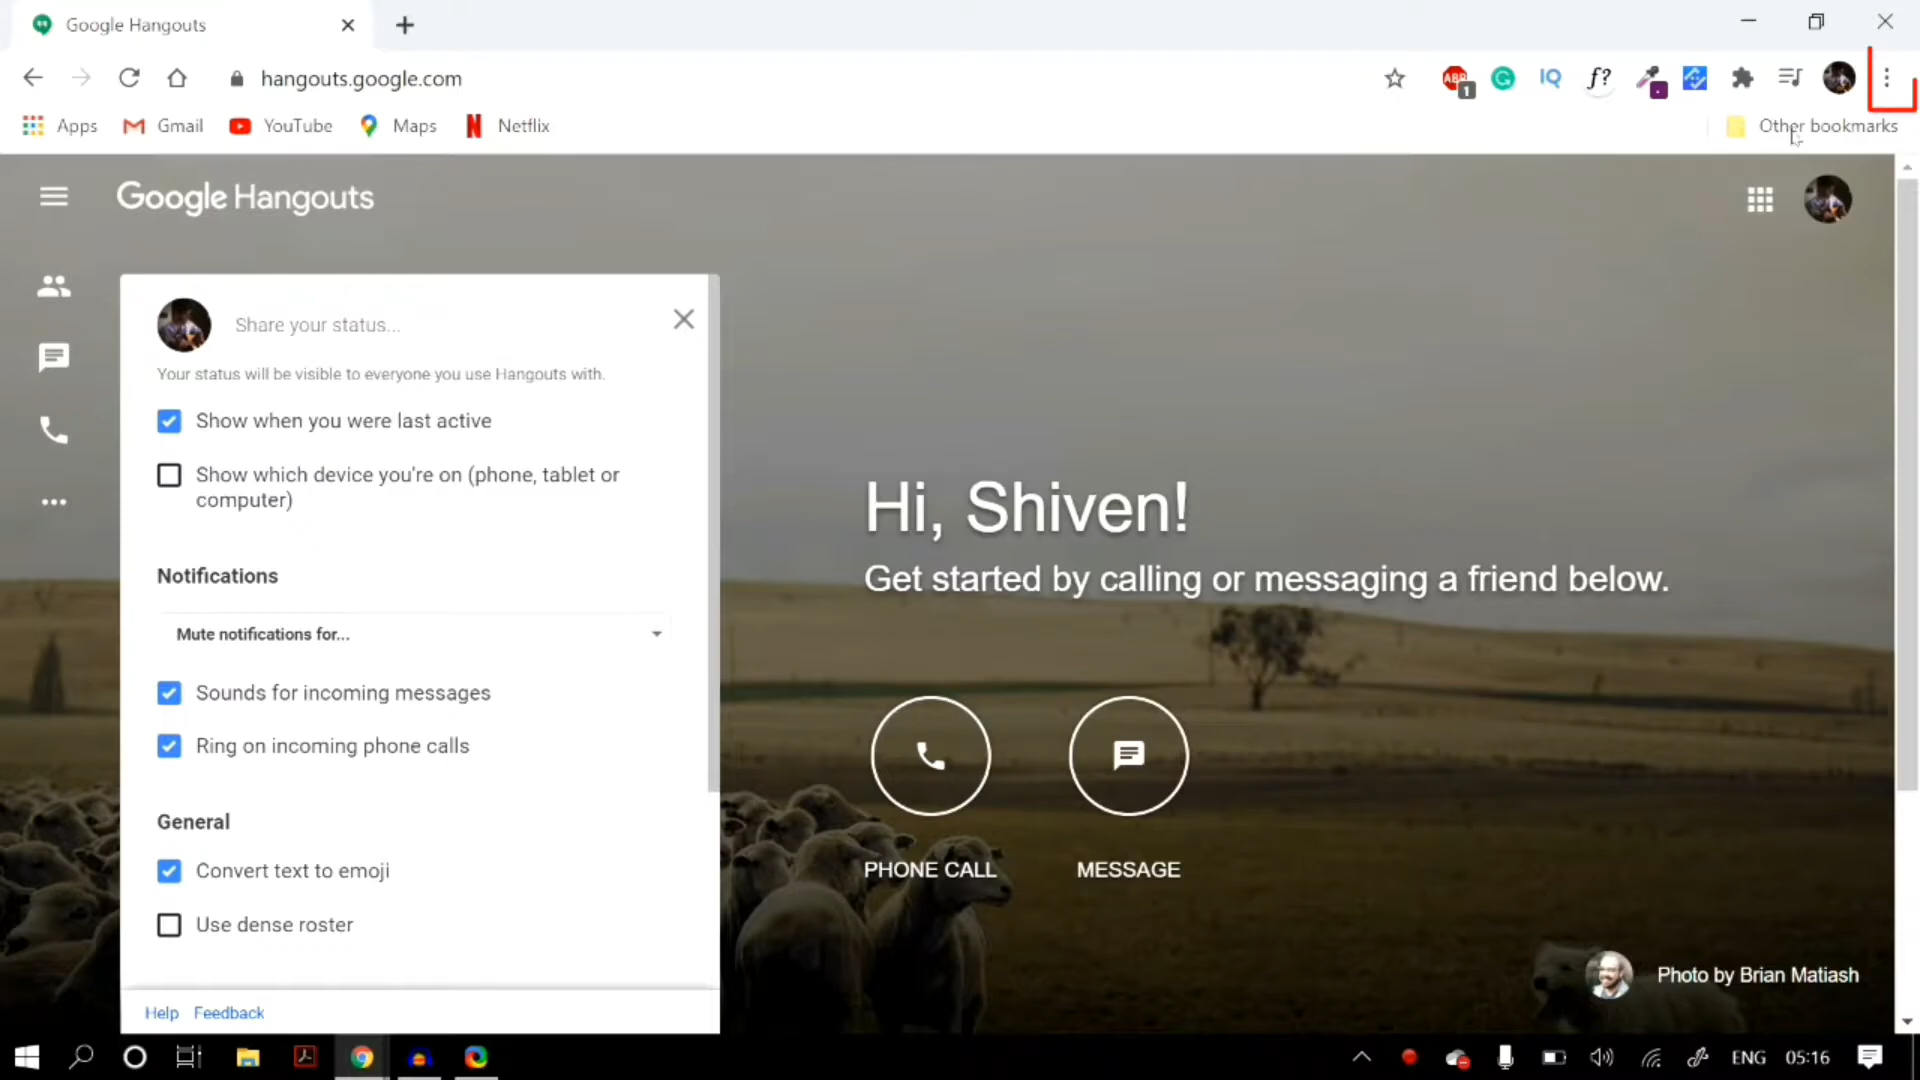 Google Hangouts
hangouts.google.com
ABP
1
IQ
f?
Apps
Gmail
YouTube
Maps
Netflix
Other bookmarks
Google Hangouts
Share your status...
Your status will be visible to everyone you use Hangouts with.
Show when you were last active
Show which device you're on (phone, tablet or
computer)
Notifications
Mute notifications for...
Sounds for incoming messages
Ring on incoming phone calls
General
Convert text to emoji
Use dense roster
Help Feedback
Hi, Shiven!
Get started by calling or messaging a friend below.
PHONE CALL
MESSAGE
Photo by Brian Matiash
ENG
05:16